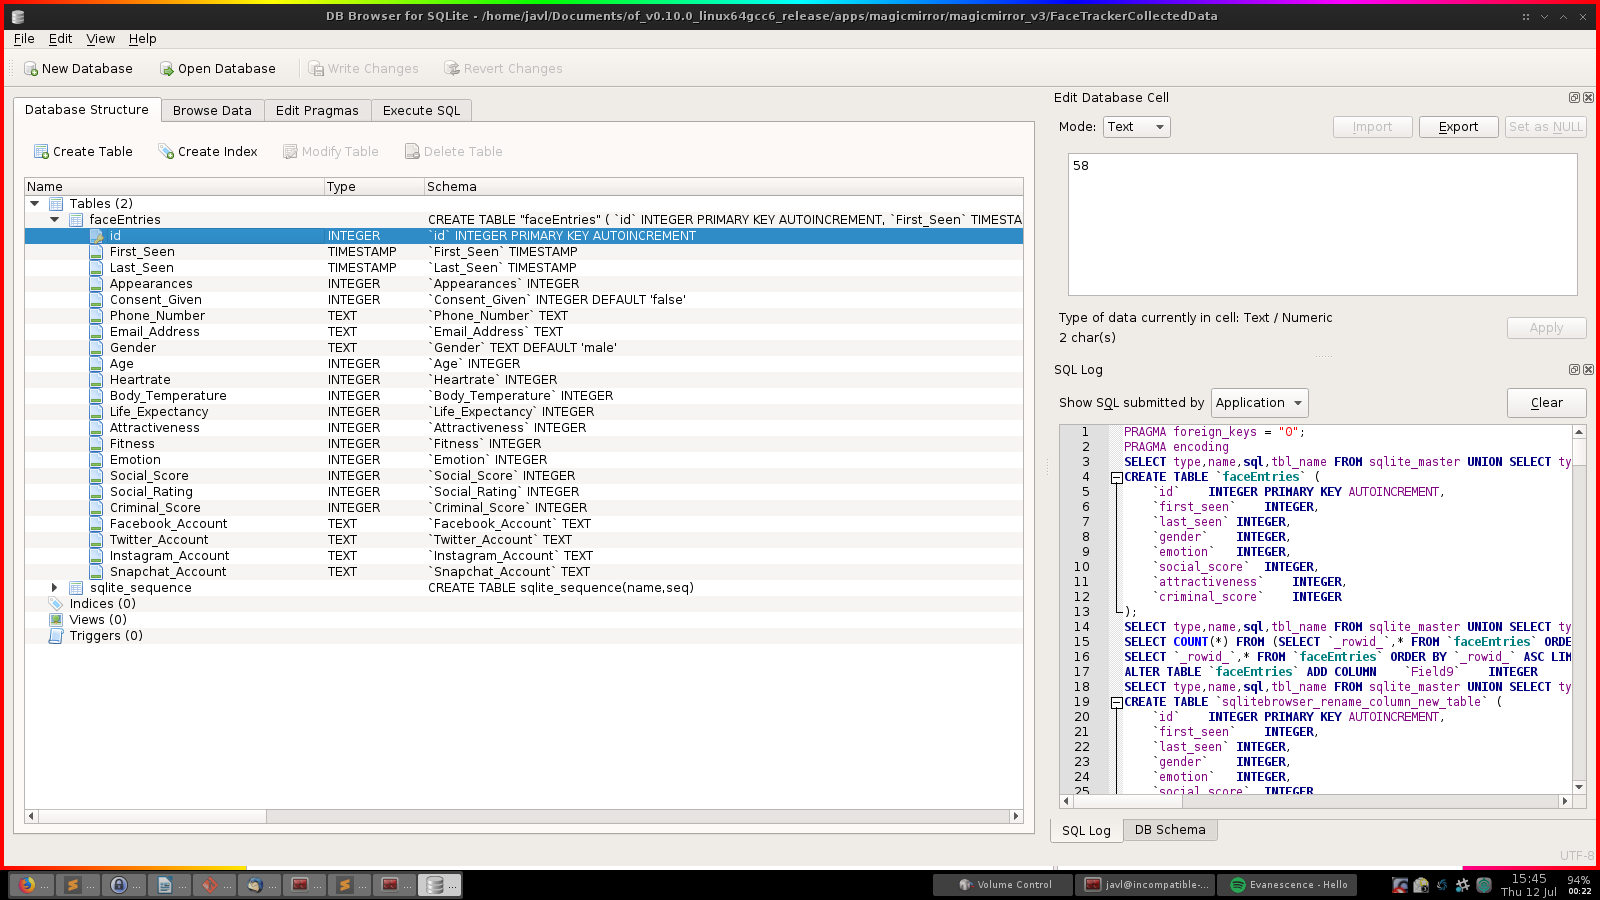 DB Browser for SQLite - /home/javl/Documents/of_v0.10.0_linux64gcc6_release/apps/magicmirror/magicmirror_v3/FaceTrackerCollectedData
File Edit View Help
New Database Open Database Write Changes Revert Changes
Database Structure Browse Data Edit Pragmas Execute SQL
Create Table Create Index Modify Table Delete Table
Name Type Schema
Tables (2)
faceEntries CREATE TABLE "faceEntries" ( `id` INTEGER PRIMARY KEY AUTOINCREMENT, `First_Seen` TIMESTA
id INTEGER `id` INTEGER PRIMARY KEY AUTOINCREMENT
First_Seen TIMESTAMP `First_Seen` TIMESTAMP
Last_Seen TIMESTAMP `Last_Seen` TIMESTAMP
Appearances INTEGER `Appearances` INTEGER
Consent_Given INTEGER `Consent_Given` INTEGER DEFAULT 'false'
Phone_Number TEXT `Phone_Number` TEXT
Email_Address TEXT `Email_Address` TEXT
Gender TEXT `Gender` TEXT DEFAULT 'male'
Age INTEGER `Age` INTEGER
Heartrate INTEGER `Heartrate` INTEGER
Body_Temperature INTEGER `Body_Temperature` INTEGER
Life_Expectancy INTEGER `Life_Expectancy` INTEGER
Attractiveness INTEGER `Attractiveness` INTEGER
Fitness INTEGER `Fitness` INTEGER
Emotion INTEGER `Emotion` INTEGER
Social_Score INTEGER `Social_Score` INTEGER
Social_Rating INTEGER `Social_Rating` INTEGER
Criminal_Score INTEGER `Criminal_Score` INTEGER
Facebook_Account TEXT `Facebook_Account` TEXT
Twitter_Account TEXT `Twitter_Account` TEXT
Instagram_Account TEXT `Instagram_Account` TEXT
Snapchat_Account TEXT `Snapchat_Account` TEXT
sqlite_sequence CREATE TABLE sqlite_sequence(name,seq)
Indices (0)
Views (0)
Triggers (0)
Edit Database Cell
Mode: Text Import Export Set as NULL
58
Type of data currently in cell: Text / Numeric
2 char(s)
Apply
SQL Log
Show SQL submitted by Application Clear
1 PRAGMA foreign_keys = "0";
2 PRAGMA encoding
3 SELECT type,name,sql,tbl_name FROM sqlite_master UNION SELECT ty
4 CREATE TABLE `faceEntries` (
5 `id` INTEGER PRIMARY KEY AUTOINCREMENT,
6 `first_seen` INTEGER,
7 `last_seen` INTEGER,
8 `gender` INTEGER,
9 `emotion` INTEGER,
10 `social_score` INTEGER,
11 `attractiveness` INTEGER,
12 `criminal_score` INTEGER
13 );
14 SELECT type,name,sql,tbl_name FROM sqlite_master UNION SELECT ty
15 SELECT COUNT(*) FROM (SELECT `_rowid_`,* FROM `faceEntries` ORDE
16 SELECT `_rowid_`,* FROM `faceEntries` ORDER BY `_rowid_` ASC LIM
17 ALTER TABLE `faceEntries` ADD COLUMN `Field9` INTEGER
18 SELECT type,name,sql,tbl_name FROM sqlite_master UNION SELECT ty
19 CREATE TABLE `sqlitebrowser_rename_column_new_table` (
20 `id` INTEGER PRIMARY KEY AUTOINCREMENT,
21 `first_seen` INTEGER,
22 `last_seen` INTEGER,
23 `gender` INTEGER,
24 `emotion` INTEGER,
25 `social_score` INTEGER
SQL Log DB Schema
UTF-8
... ... ... ... ... ... ... ... ... ...
Volume Control javl@incompatible-... Evanescence - Hello
15:45
Thu 12 Jul
94%
00:22